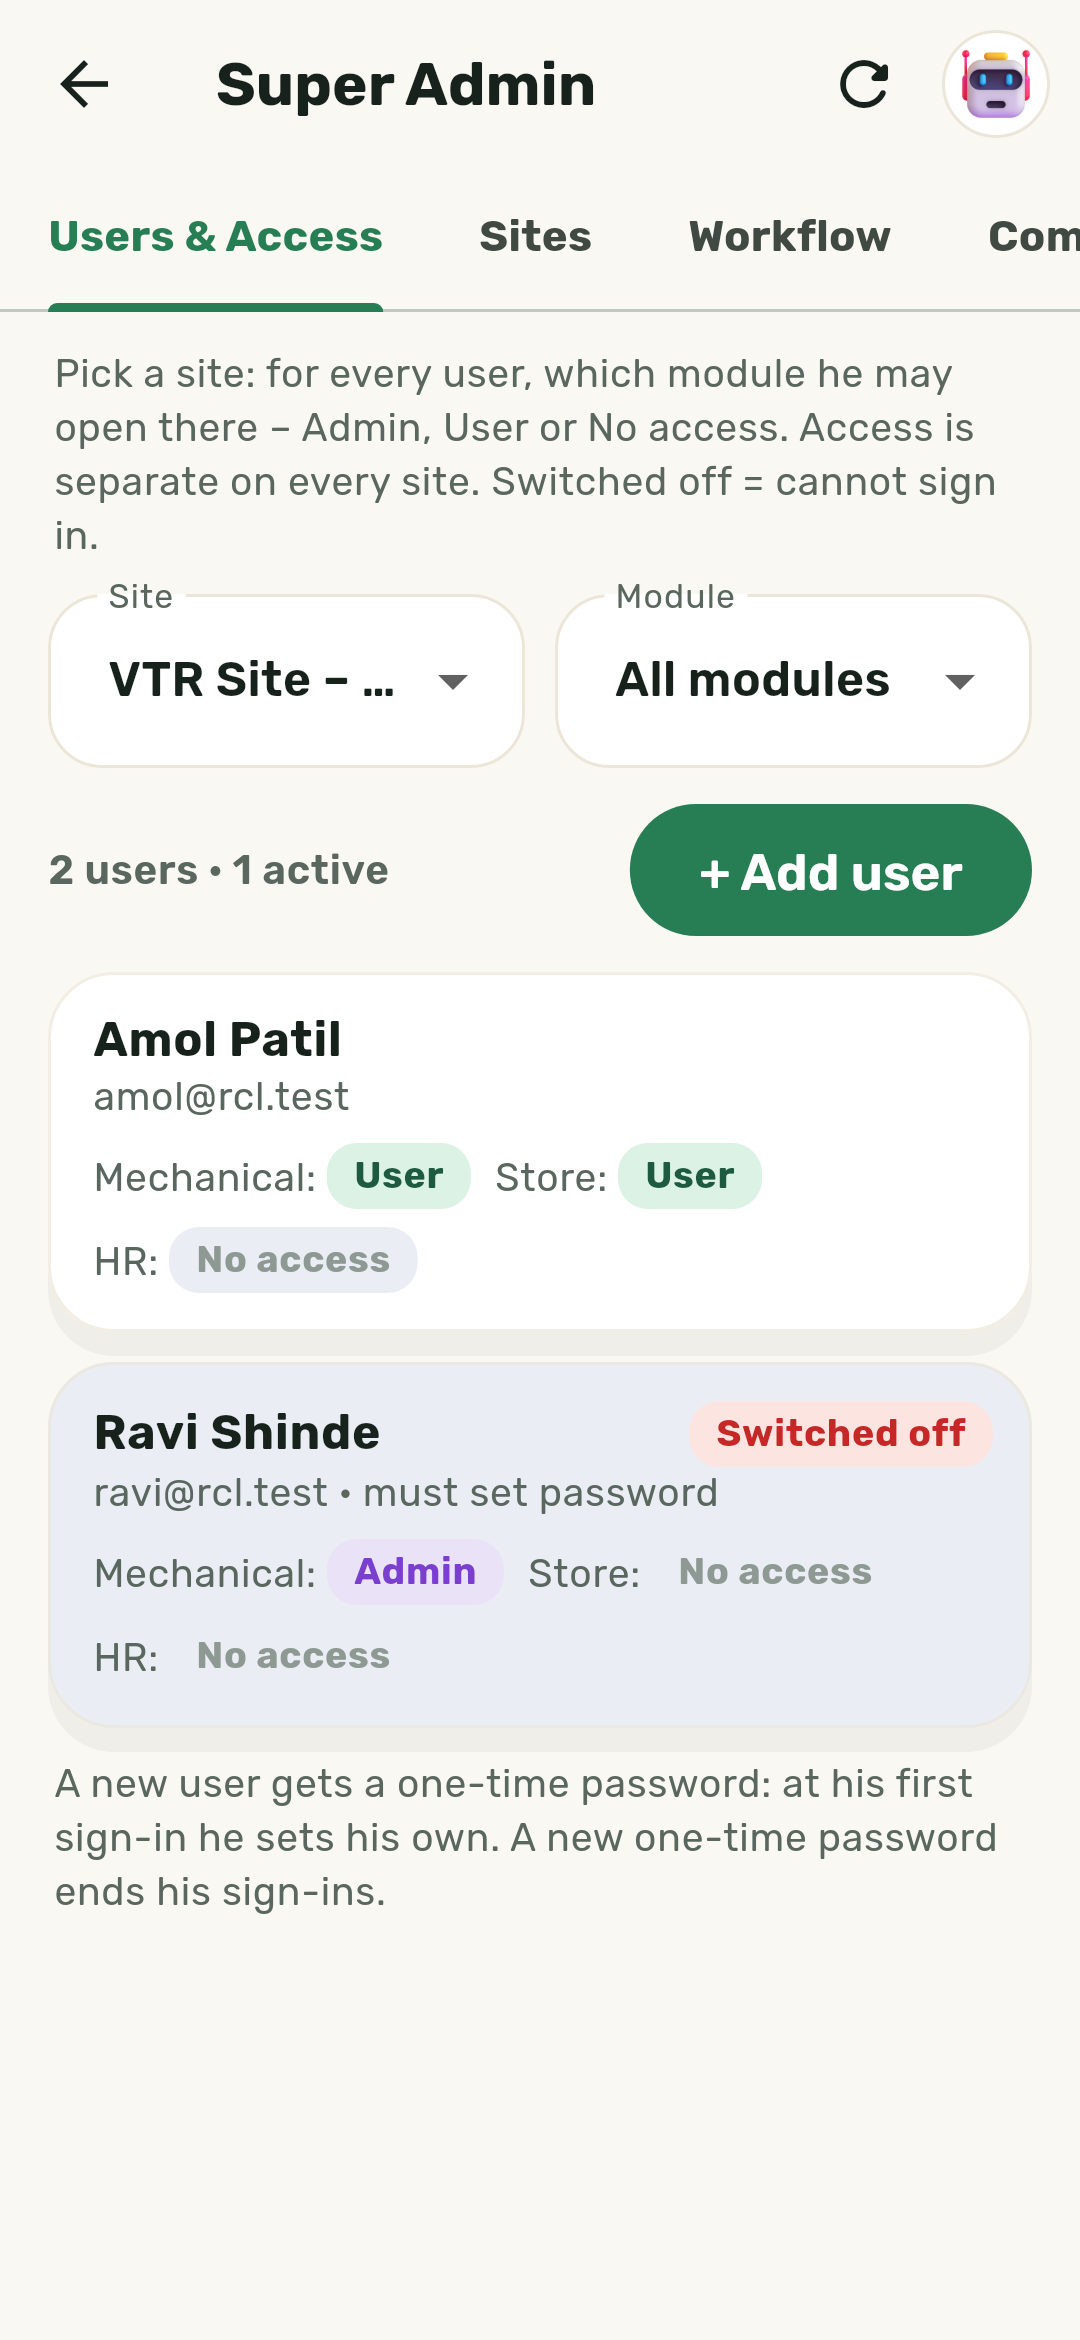 Super Admin
Users & Access
Sites
Workflow
Com
Pick a site: for every user, which module he may
open there – Admin, User or No access. Access is
separate on every site. Switched off = cannot sign
in.
Site
Module
VTR Site – ...
All modules
2 users • 1 active
+ Add user
Amol Patil
amol@rcl.test
Mechanical: User Store: User
HR: No access
Ravi Shinde
Switched off
ravi@rcl.test • must set password
Mechanical: Admin Store: No access
HR: No access
A new user gets a one-time password: at his first
sign-in he sets his own. A new one-time password
ends his sign-ins.